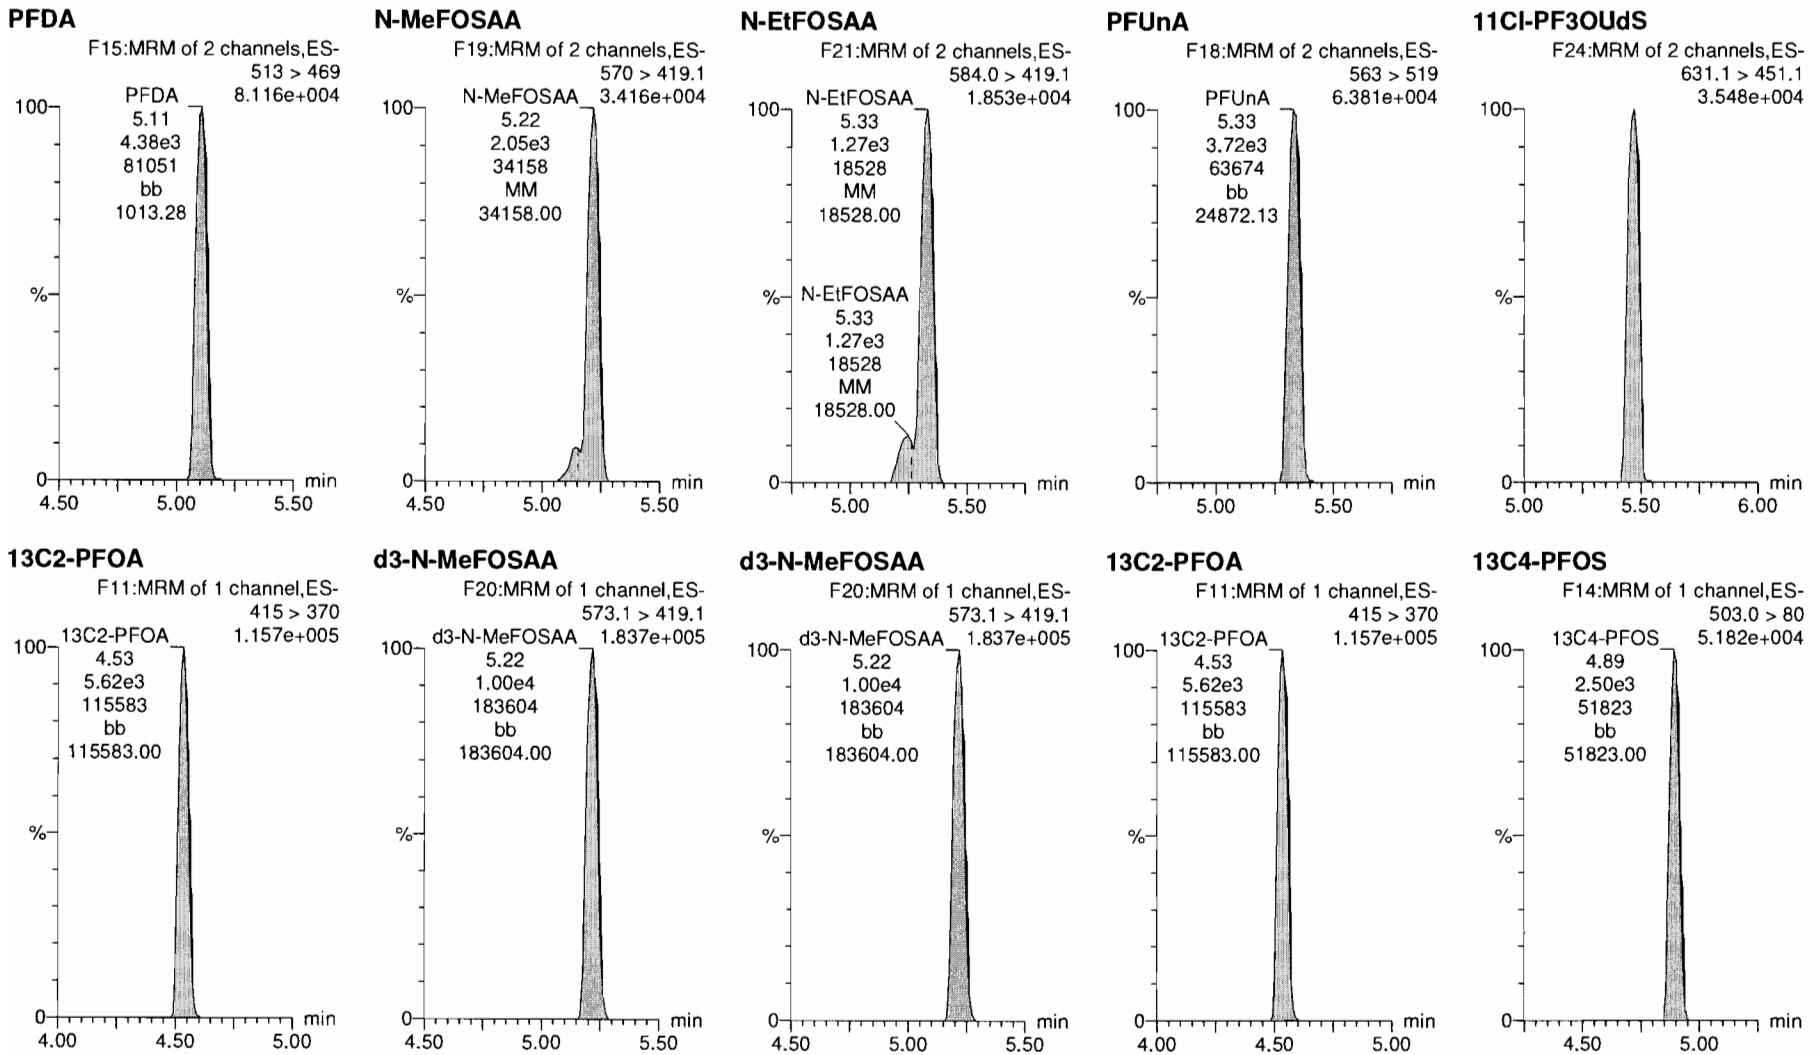 PFDA
F15:MRM of 2 channels,ES-
513 > 469
8.116e+004
PFDA
5.11
4.38e3
81051
bb
1013.28
100
%
0
4.50
5.00
5.50
min
N-MeFOSAA
F19:MRM of 2 channels,ES-
570 > 419.1
3.416e+004
N-MeFOSAA
5.22
2.05e3
34158
MM
34158.00
100
%
0
4.50
5.00
5.50
min
N-EtFOSAA
F21:MRM of 2 channels,ES-
584.0 > 419.1
1.853e+004
N-EtFOSAA
5.33
1.27e3
18528
MM
18528.00
N-EtFOSAA
5.33
1.27e3
18528
MM
18528.00
100
%
0
5.00
5.50
min
PFUnA
F18:MRM of 2 channels,ES-
563 > 519
6.381e+004
PFUnA
5.33
3.72e3
63674
bb
24872.13
100
%
0
5.00
5.50
min
11Cl-PF3OUdS
F24:MRM of 2 channels,ES-
631.1 > 451.1
3.548e+004
100
%
0
5.00
5.50
6.00
min
13C2-PFOA
F11:MRM of 1 channel,ES-
415 > 370
1.157e+005
13C2-PFOA
4.53
5.62e3
115583
bb
115583.00
100
%
0
4.00
4.50
5.00
min
d3-N-MeFOSAA
F20:MRM of 1 channel,ES-
573.1 > 419.1
1.837e+005
d3-N-MeFOSAA
5.22
1.00e4
183604
bb
183604.00
100
%
0
4.50
5.00
5.50
min
d3-N-MeFOSAA
F20:MRM of 1 channel,ES-
573.1 > 419.1
1.837e+005
d3-N-MeFOSAA
5.22
1.00e4
183604
bb
183604.00
100
%
0
4.50
5.00
5.50
min
13C2-PFOA
F11:MRM of 1 channel,ES-
415 > 370
1.157e+005
13C2-PFOA
4.53
5.62e3
115583
bb
115583.00
100
%
0
4.00
4.50
5.00
min
13C4-PFOS
F14:MRM of 1 channel,ES-
503.0 > 80
5.182e+004
13C4-PFOS
4.89
2.50e3
51823
bb
51823.00
100
%
0
4.50
5.00
min